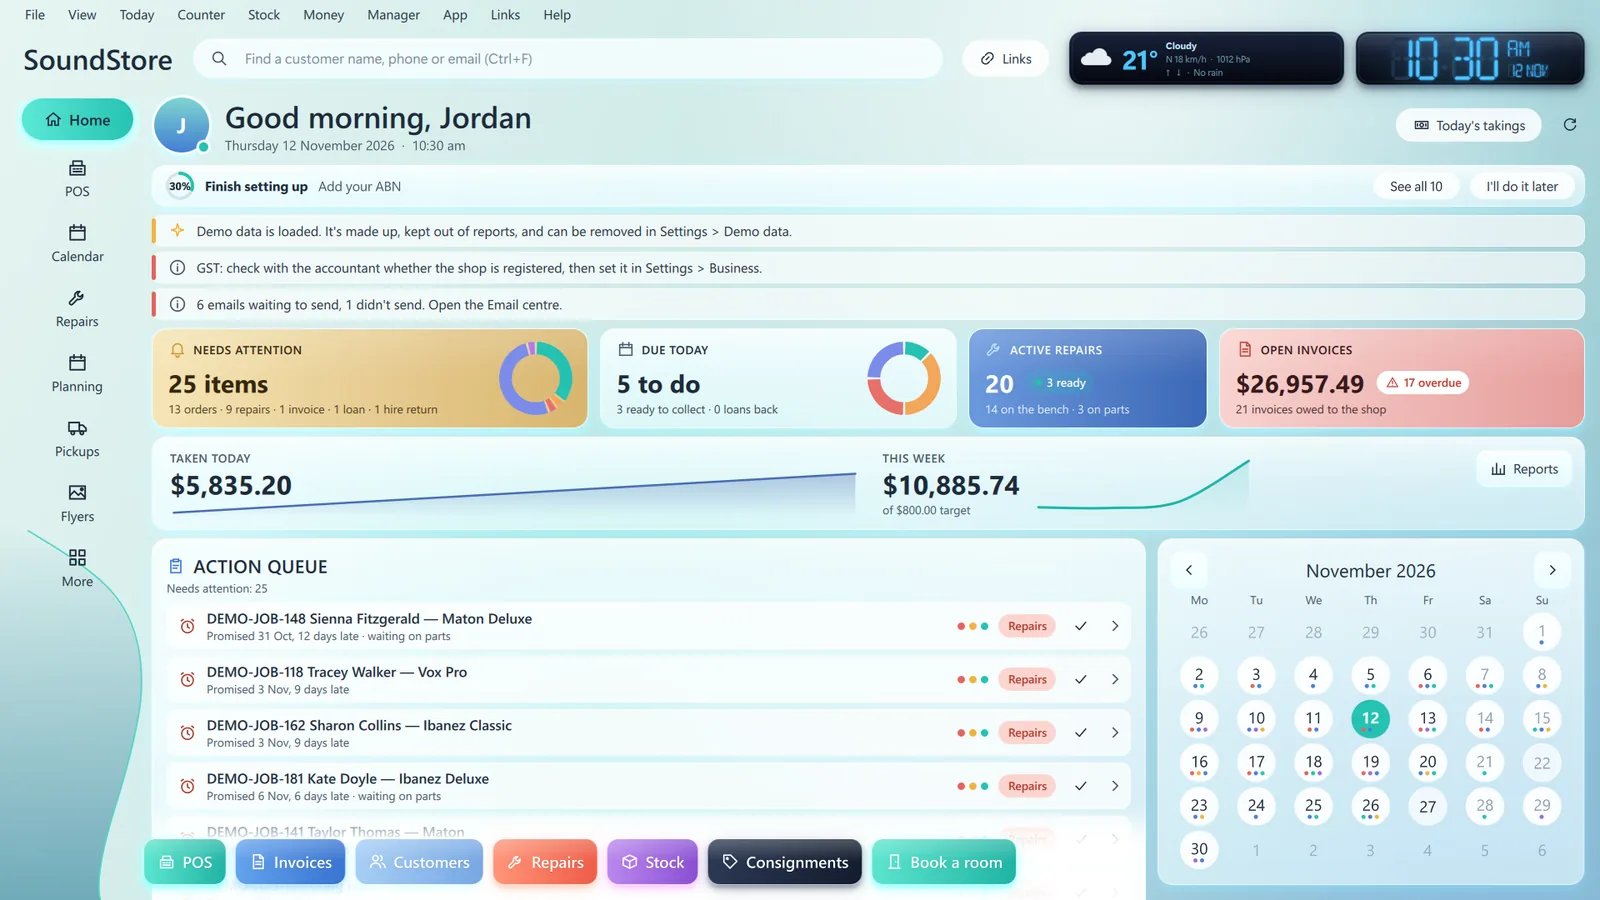 File View Today Counter Stock Money Manager App Links Help
SoundStore
Find a customer name, phone or email (Ctrl+F)
Links
21°
Cloudy
N 18 km/h · 1012 hPa
↑ ↓ · No rain
10:30 AM
12 NOV
Home
POS
Calendar
Repairs
Planning
Pickups
Flyers
More
J
Good morning, Jordan
Thursday 12 November 2026 · 10:30 am
Today's takings
30%
Finish setting up Add your ABN
See all 10
I'll do it later
Demo data is loaded. It's made up, kept out of reports, and can be removed in Settings > Demo data.
GST: check with the accountant whether the shop is registered, then set it in Settings > Business.
6 emails waiting to send, 1 didn't send. Open the Email centre.
NEEDS ATTENTION
25 items
13 orders · 9 repairs · 1 invoice · 1 loan · 1 hire return
DUE TODAY
5 to do
3 ready to collect · 0 loans back
ACTIVE REPAIRS
20 3 ready
14 on the bench · 3 on parts
OPEN INVOICES
$26,957.49 17 overdue
21 invoices owed to the shop
TAKEN TODAY
$5,835.20
THIS WEEK
$10,885.74
of $800.00 target
Reports
ACTION QUEUE
Needs attention: 25
DEMO-JOB-148 Sienna Fitzgerald — Maton Deluxe
Promised 31 Oct, 12 days late · waiting on parts
Repairs
DEMO-JOB-118 Tracey Walker — Vox Pro
Promised 3 Nov, 9 days late
Repairs
DEMO-JOB-162 Sharon Collins — Ibanez Classic
Promised 3 Nov, 9 days late
Repairs
DEMO-JOB-181 Kate Doyle — Ibanez Deluxe
Promised 6 Nov, 6 days late · waiting on parts
Repairs
DEMO-JOB-141 Taylor Thomas — Maton
November 2026
Mo Tu We Th Fr Sa Su
26 27 28 29 30 31 1
2 3 4 5 6 7 8
9 10 11 12 13 14 15
16 17 18 19 20 21 22
23 24 25 26 27 28 29
30 1 2 3 4 5 6
POS
Invoices
Customers
Repairs
Stock
Consignments
Book a room